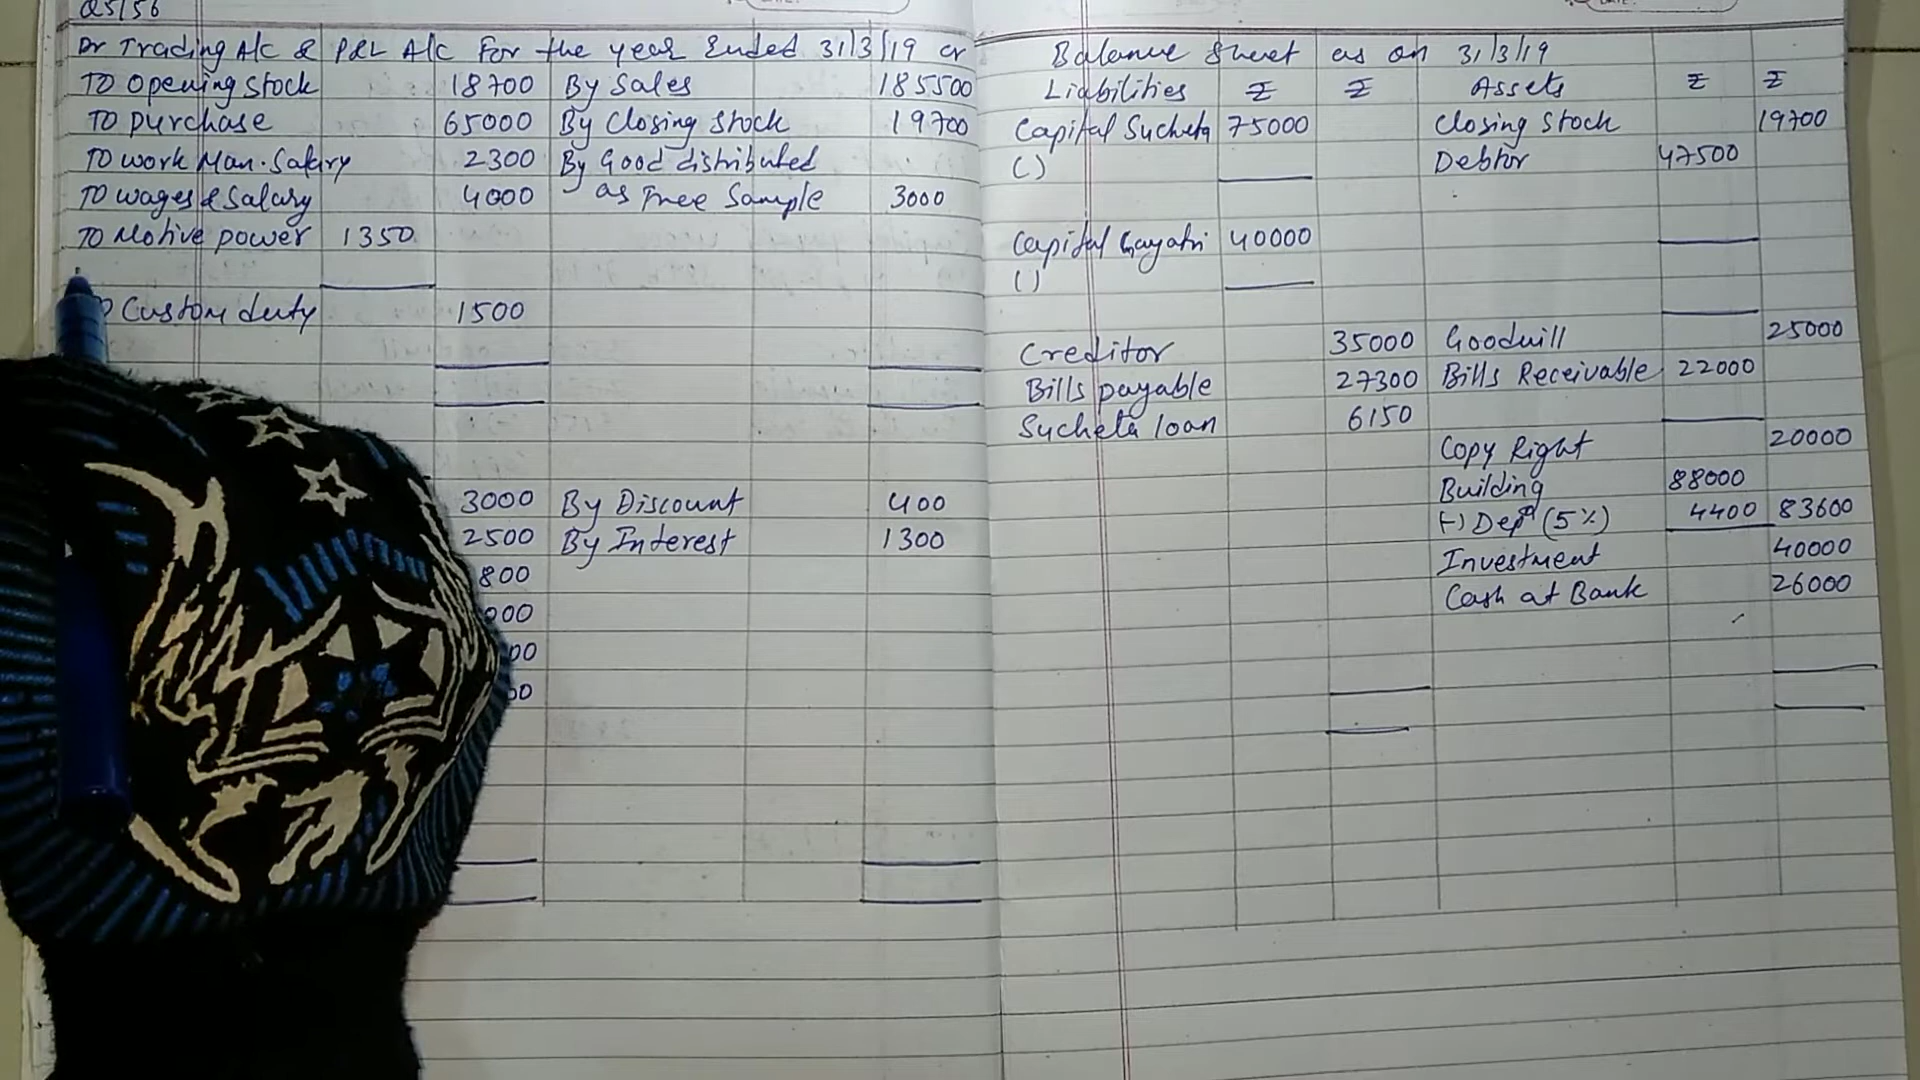 Q5/56
Dr Trading A/C & P&L A/C For the year Ended 31/3/19 Cr
To Opening Stock 18700 By Sales 185500
To Purchase 65000 By Closing Stock 19700
To Work Man. Salary 2300 By Good distributed
To wages & Salary 4000 as Free Sample 3000
To Motive power 1350
Custom duty 1500
3000 By Discount 400
2500 By Interest 1300
800
Balance Sheet as on 31/3/19
Liabilities ₹ ₹ Assets ₹ ₹
Capital Sucheta 75000 Closing Stock 19700
( ) Debtor 47500
Capital Gayatri 40000
( )
Creditor 35000 Goodwill 25000
Bills payable 27300 Bills Receivable 22000
Sucheta loan 6150
Copy Right 20000
Building 88000
(-) Depn (5%) 4400 83600
Investment 40000
Cash at Bank 26000